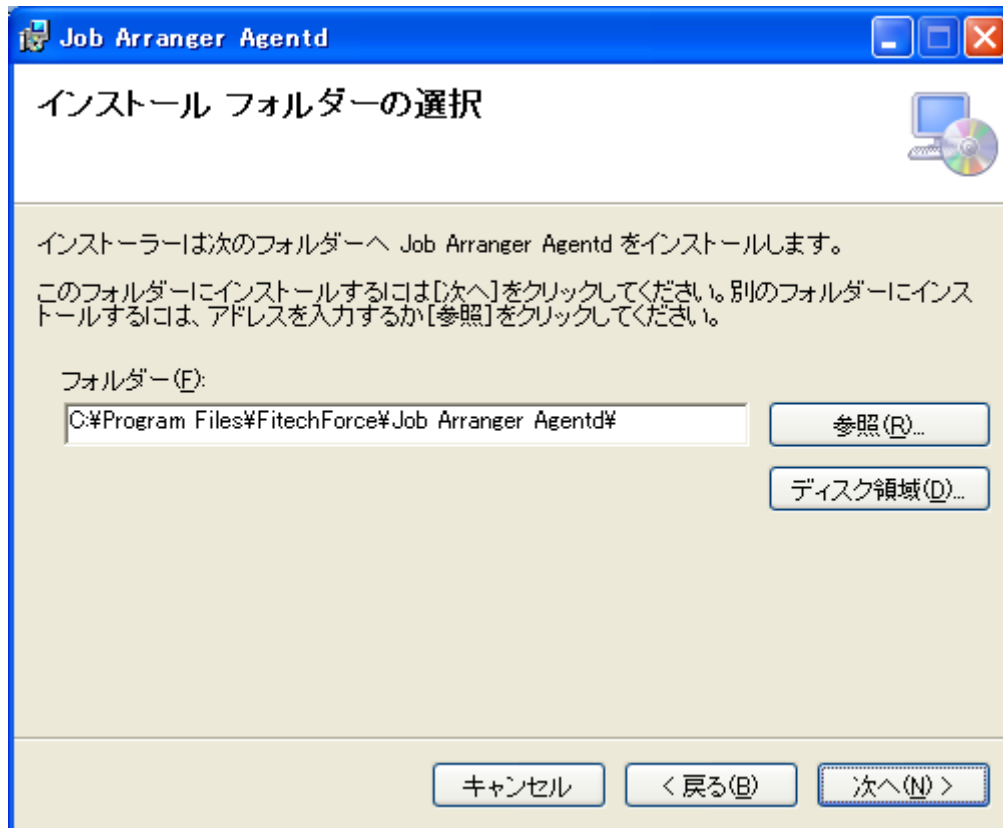 Job Arranger Agentd
インストール フォルダーの選択
インストーラーは次のフォルダーへ Job Arranger Agentd をインストールします。
このフォルダーにインストールするには[次へ]をクリックしてください。別のフォルダーにインス
トールするには、アドレスを入力するか[参照]をクリックしてください。
フォルダー(F):
C:¥Program Files¥FitechForce¥Job Arranger Agentd¥
参照(R)...
ディスク領域(D)...
キャンセル
< 戻る(B)
次へ(N) >